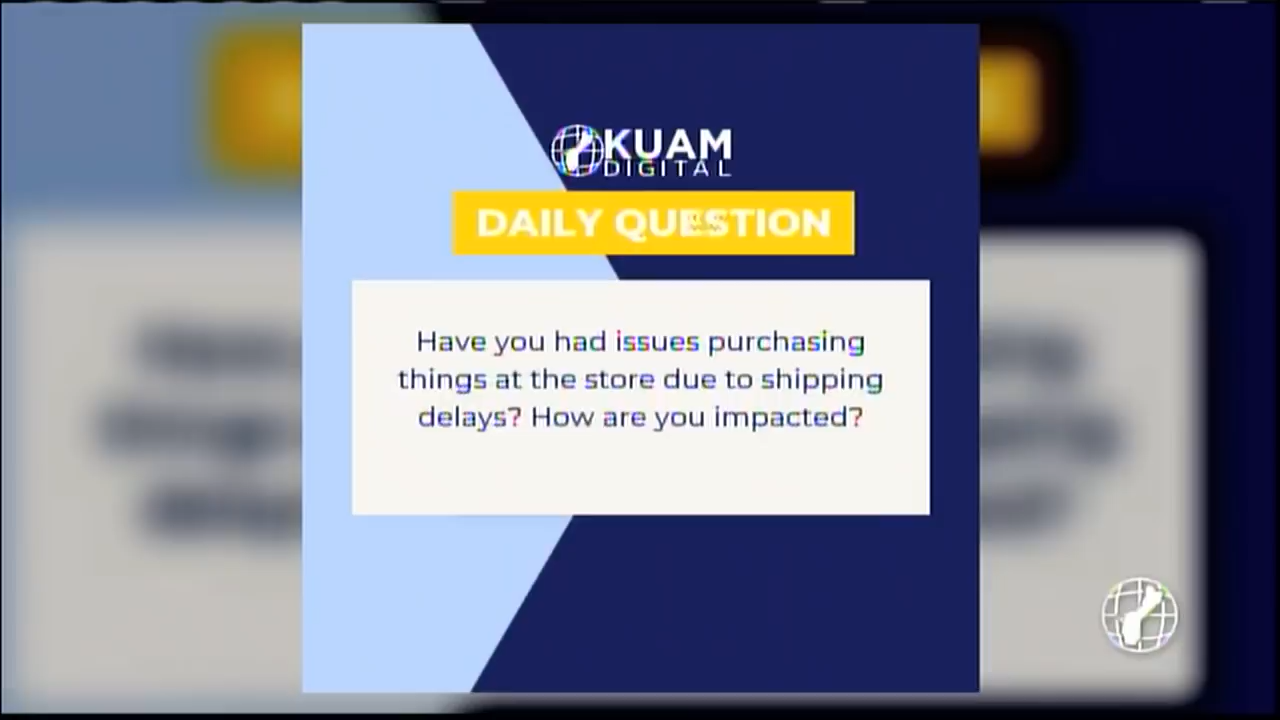 KUAM
DIGITAL
DAILY QUESTION
Have you had issues purchasing
things at the store due to shipping
delays? How are you impacted?